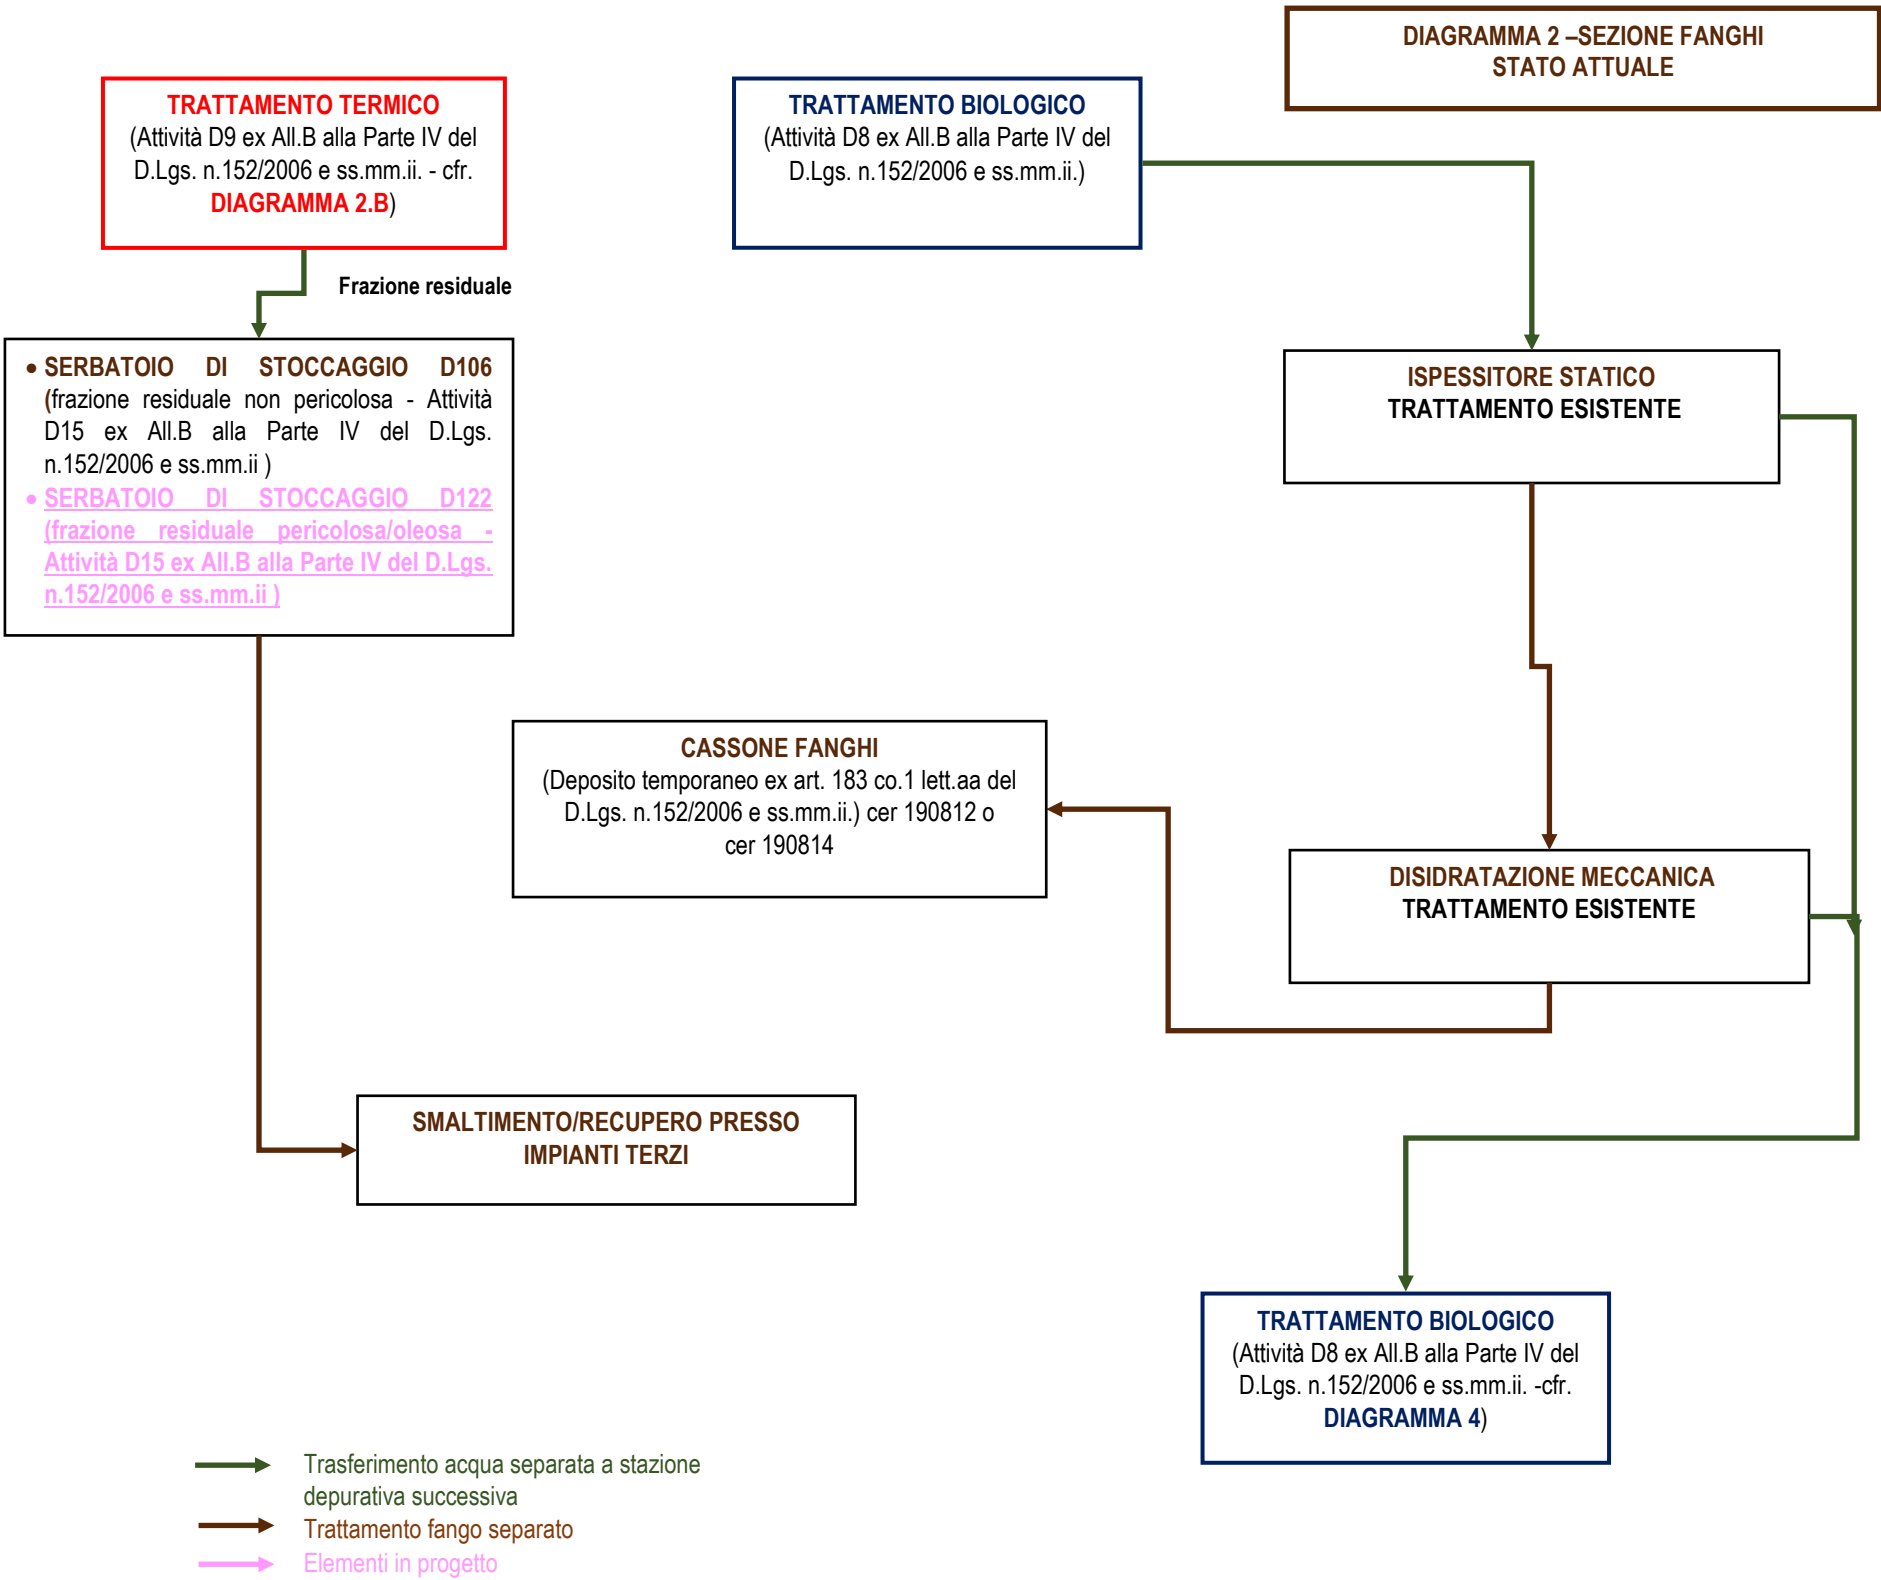 DIAGRAMMA 2 –SEZIONE FANGHI
STATO ATTUALE
TRATTAMENTO TERMICO
(Attività D9 ex All.B alla Parte IV del
D.Lgs. n.152/2006 e ss.mm.ii. - cfr.
DIAGRAMMA 2.B)
TRATTAMENTO BIOLOGICO
(Attività D8 ex All.B alla Parte IV del
D.Lgs. n.152/2006 e ss.mm.ii.)
Frazione residuale
• SERBATOIO DI STOCCAGGIO D106
(frazione residuale non pericolosa - Attività
D15 ex All.B alla Parte IV del D.Lgs.
n.152/2006 e ss.mm.ii )
• SERBATOIO DI STOCCAGGIO D122
(frazione residuale pericolosa/oleosa -
Attività D15 ex All.B alla Parte IV del D.Lgs.
n.152/2006 e ss.mm.ii )
ISPESSITORE STATICO
TRATTAMENTO ESISTENTE
CASSONE FANGHI
(Deposito temporaneo ex art. 183 co.1 lett.aa del
D.Lgs. n.152/2006 e ss.mm.ii.) cer 190812 o
cer 190814
DISIDRATAZIONE MECCANICA
TRATTAMENTO ESISTENTE
SMALTIMENTO/RECUPERO PRESSO
IMPIANTI TERZI
TRATTAMENTO BIOLOGICO
(Attività D8 ex All.B alla Parte IV del
D.Lgs. n.152/2006 e ss.mm.ii. -cfr.
DIAGRAMMA 4)
Trasferimento acqua separata a stazione
depurativa successiva
Trattamento fango separato
Elementi in progetto